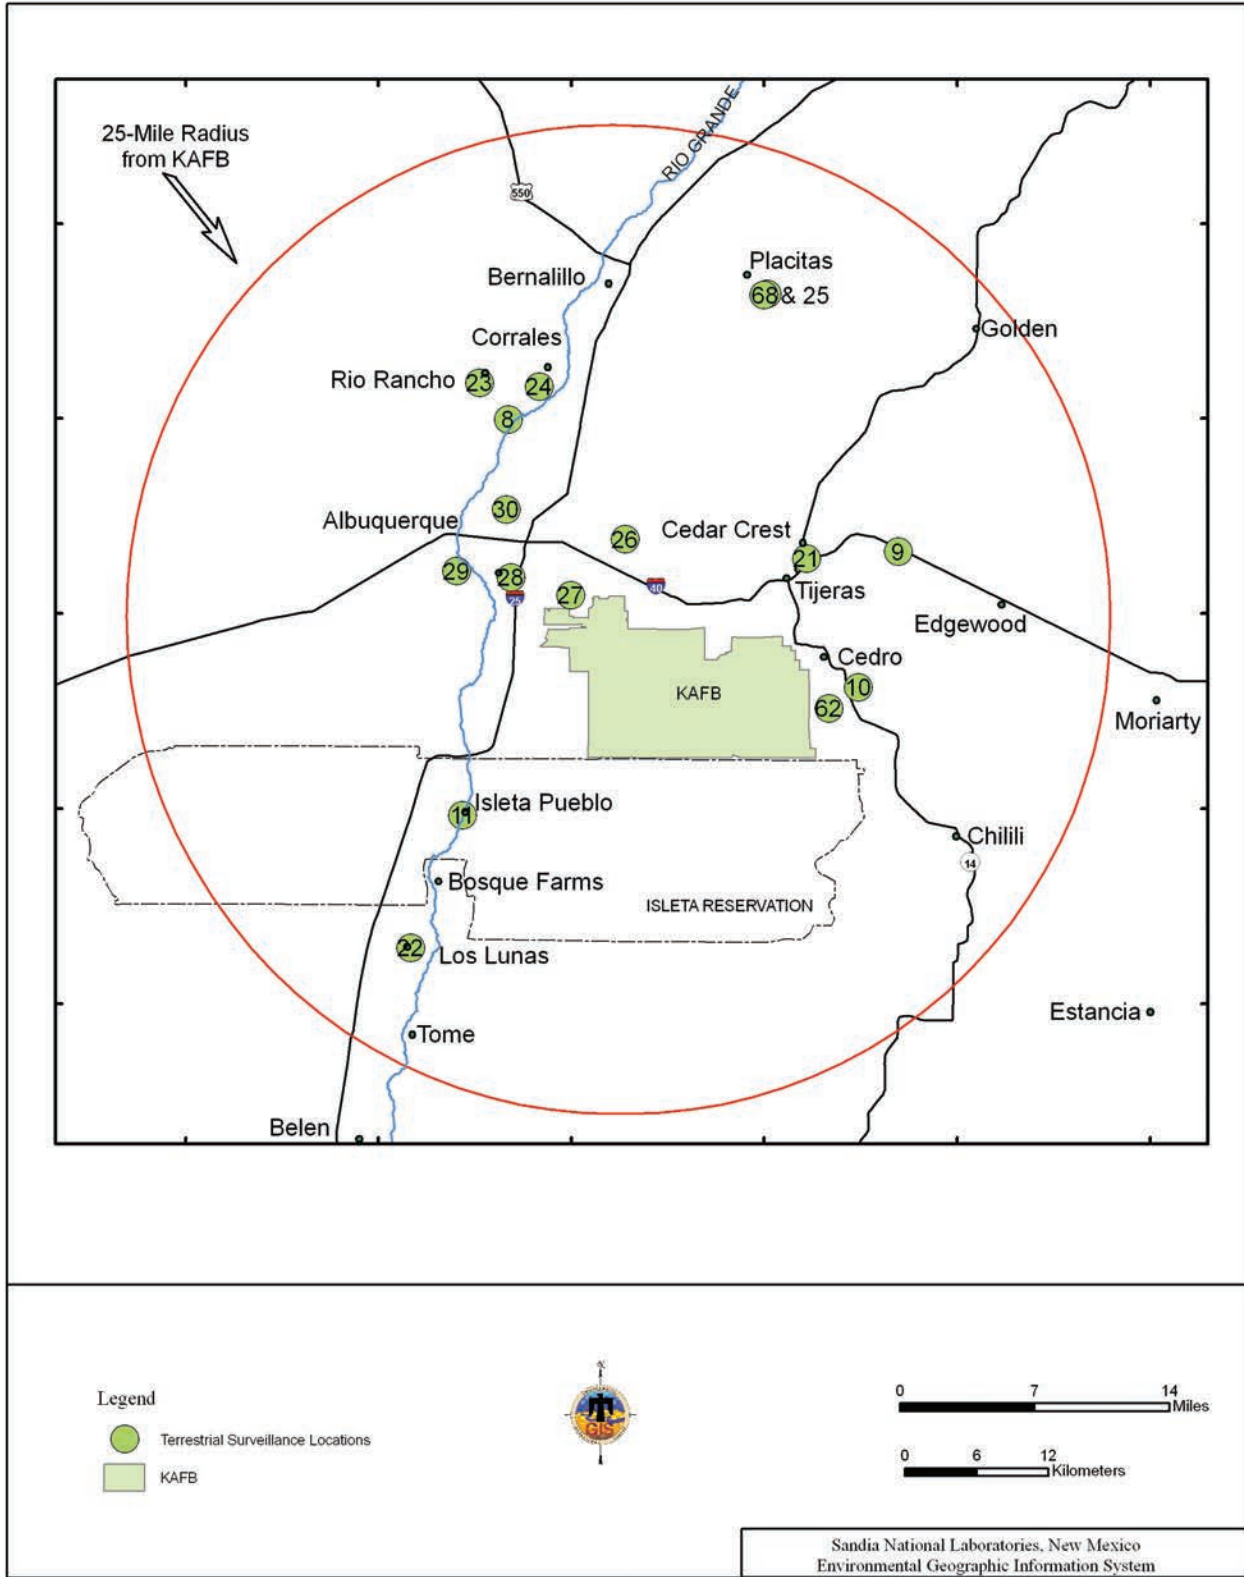 25-Mile Radius
from KAFB
RIO GRANDE
550
Placitas
68 & 25
Bernalillo
Golden
Corrales
Rio Rancho
23
24
8
30
Albuquerque
26
Cedar Crest
21
9
29
28
27
25
40
Tijeras
Edgewood
Cedro
KAFB
10
62
Moriarty
Isleta Pueblo
11
Chilili
14
Bosque Farms
ISLETA RESERVATION
22
Los Lunas
Estancia
Tome
Belen
Legend
Terrestrial Surveillance Locations
KAFB
N
GIS
0 7 14
Miles
0 6 12
Kilometers
Sandia National Laboratories, New Mexico
Environmental Geographic Information System